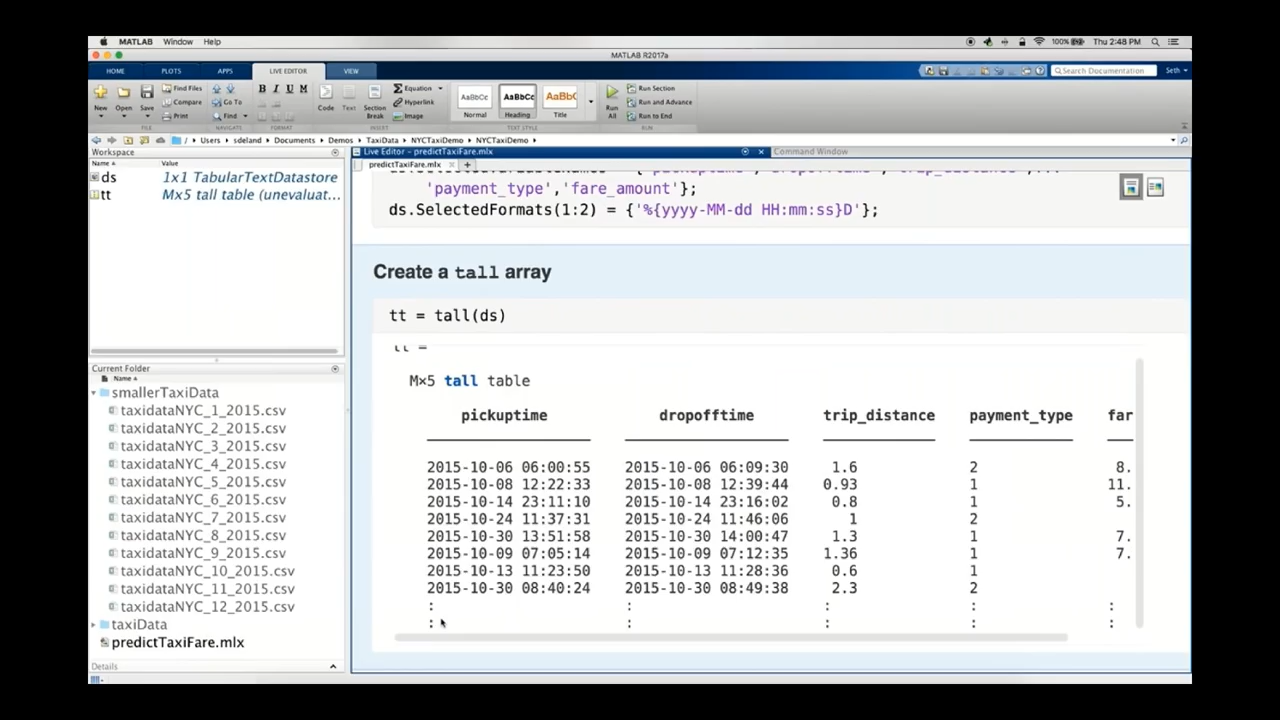 MATLAB Window Help 100% Thu 2:48 PM
MATLAB R2017a
HOME PLOTS APPS LIVE EDITOR VIEW Search Documentation Seth
New Open Save Find Files Compare Print Go To Find B I U M Code Text Section Break Equation Hyperlink Image AaBbCc Normal AaBbCc Heading AaBbC Title Run All Run Section Run and Advance Run to End
FILE NAVIGATE FORMAT INSERT TEXT STYLE RUN
/ Users sdeland Documents Demos TaxiData NYCTaxiDemo NYCTaxiDemo
Workspace
Name Value
ds 1x1 TabularTextDatastore
tt Mx5 tall table (unevaluat...
Current Folder
Name
smallerTaxiData
taxidataNYC_1_2015.csv
taxidataNYC_2_2015.csv
taxidataNYC_3_2015.csv
taxidataNYC_4_2015.csv
taxidataNYC_5_2015.csv
taxidataNYC_6_2015.csv
taxidataNYC_7_2015.csv
taxidataNYC_8_2015.csv
taxidataNYC_9_2015.csv
taxidataNYC_10_2015.csv
taxidataNYC_11_2015.csv
taxidataNYC_12_2015.csv
taxiData
predictTaxiFare.mlx
Details
Live Editor - predictTaxiFare.mlx Command Window
predictTaxiFare.mlx
'payment_type','fare_amount'};
ds.SelectedFormats(1:2) = {'%{yyyy-MM-dd HH:mm:ss}D'};
Create a tall array
tt = tall(ds)
tt =
M×5 tall table
pickuptime dropofftime trip_distance payment_type far
2015-10-06 06:00:55 2015-10-06 06:09:30 1.6 2 8.
2015-10-08 12:22:33 2015-10-08 12:39:44 0.93 1 11.
2015-10-14 23:11:10 2015-10-14 23:16:02 0.8 1 5.
2015-10-24 11:37:31 2015-10-24 11:46:06 1 2
2015-10-30 13:51:58 2015-10-30 14:00:47 1.3 1 7.
2015-10-09 07:05:14 2015-10-09 07:12:35 1.36 1 7.
2015-10-13 11:23:50 2015-10-13 11:28:36 0.6 1
2015-10-30 08:40:24 2015-10-30 08:49:38 2.3 2
: : : : :
: : : : :